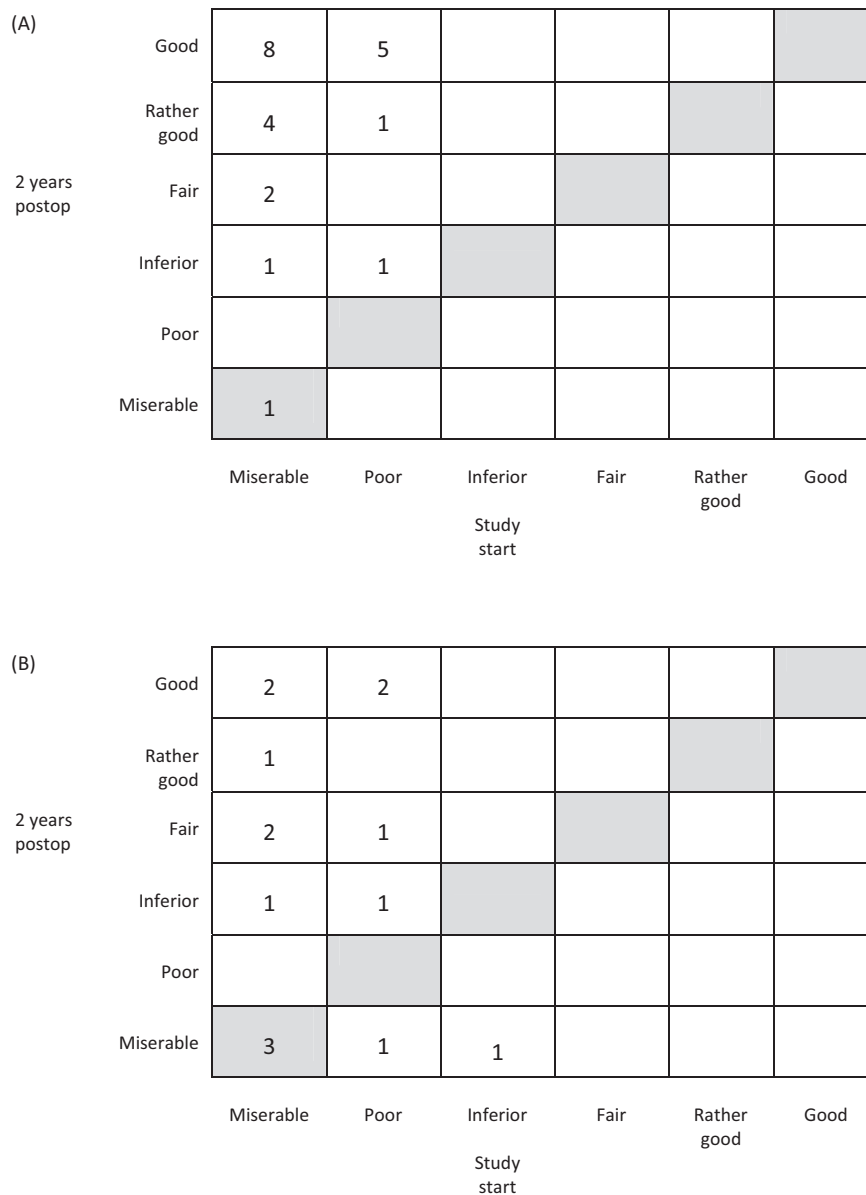 (A)
Good 8 5
Rather
good 4 1
2 years
postop
Fair 2
Inferior 1 1
Poor
Miserable 1
Miserable Poor Inferior Fair Rather
good Good
Study
start
(B)
Good 2 2
Rather
good 1
2 years
postop
Fair 2 1
Inferior 1 1
Poor
Miserable 3 1 1
Miserable Poor Inferior Fair Rather
good Good
Study
start